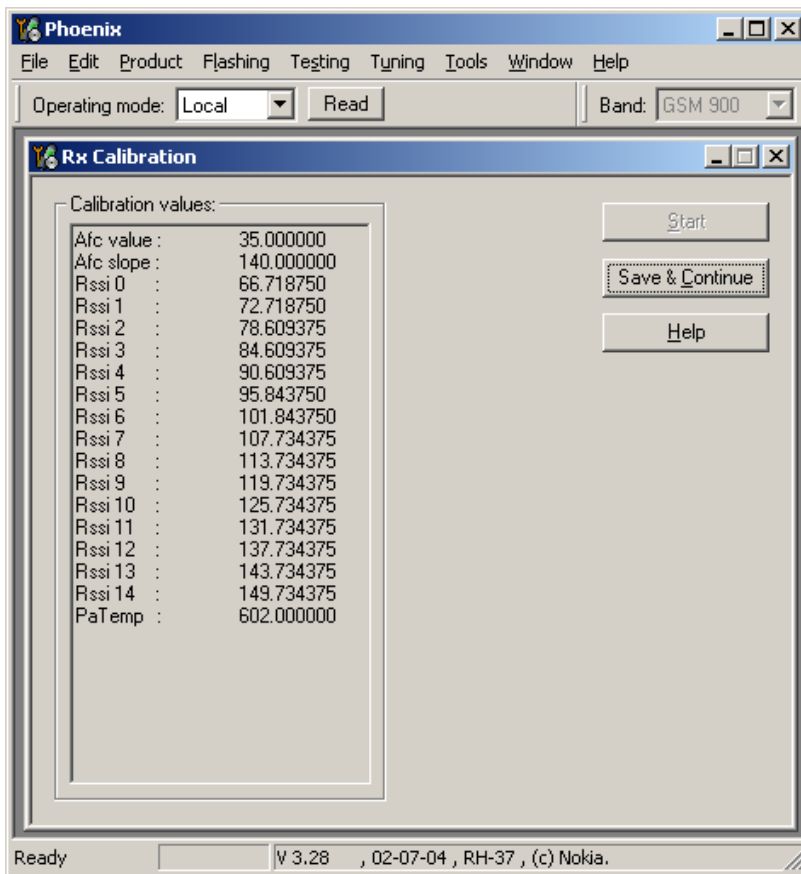 Phoenix
File Edit Product Flashing Testing Tuning Tools Window Help
Operating mode: Local Read Band: GSM 900
Rx Calibration
Calibration values:
Start
Save & Continue
Help
Afc value : 35.000000
Afc slope : 140.000000
Rssi 0 : 66.718750
Rssi 1 : 72.718750
Rssi 2 : 78.609375
Rssi 3 : 84.609375
Rssi 4 : 90.609375
Rssi 5 : 95.843750
Rssi 6 : 101.843750
Rssi 7 : 107.734375
Rssi 8 : 113.734375
Rssi 9 : 119.734375
Rssi 10 : 125.734375
Rssi 11 : 131.734375
Rssi 12 : 137.734375
Rssi 13 : 143.734375
Rssi 14 : 149.734375
PaTemp : 602.000000
Ready V 3.28 , 02-07-04 , RH-37 , (c) Nokia.